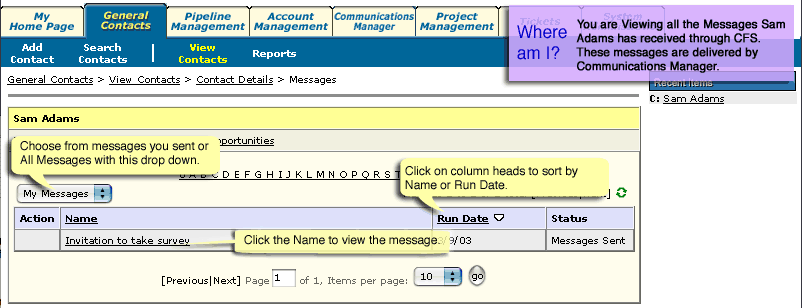 My Home Page
General Contacts
Pipeline Management
Account Management
Communications Manager
Project Management
Tickets
System
Where am I?
You are Viewing all the Messages Sam
Adams has received through CFS.
These messages are delivered by
Communications Manager.
Add Contact
Search Contacts
View Contacts
Reports
Recent Items
General Contacts > View Contacts > Contact Details > Messages
C: Sam Adams
Sam Adams
opportunities
Choose from messages you sent or
All Messages with this drop down.
Click on column heads to sort by
Name or Run Date.
B C D E F G H I J K L M N O P Q R S T
My Messages
Action Name Run Date Status
Invitation to take survey
Click the Name to view the message.
/9/03
Messages Sent
[Previous|Next] Page 1 of 1, Items per page: 10 go